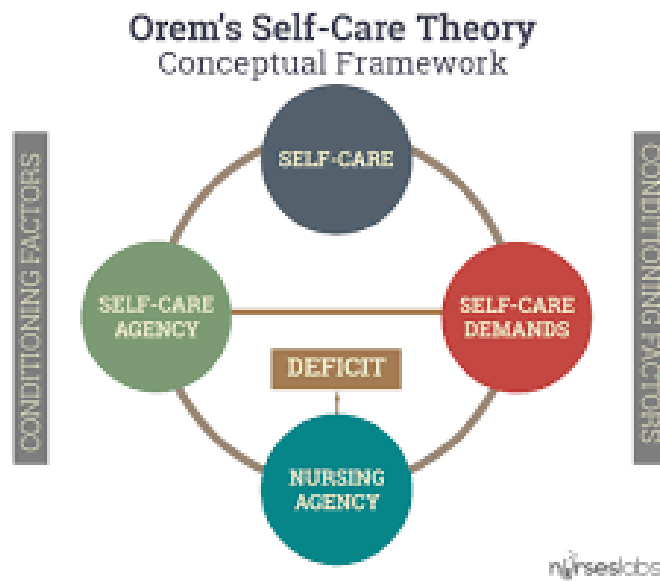 Orem's Self-Care Theory
Conceptual Framework
CONDITIONING FACTORS
SELF-CARE
CONDITIONING FACTORS
SELF-CARE
AGENCY
SELF-CARE
DEMANDS
DEFICIT
NURSING
AGENCY
nurseslabs